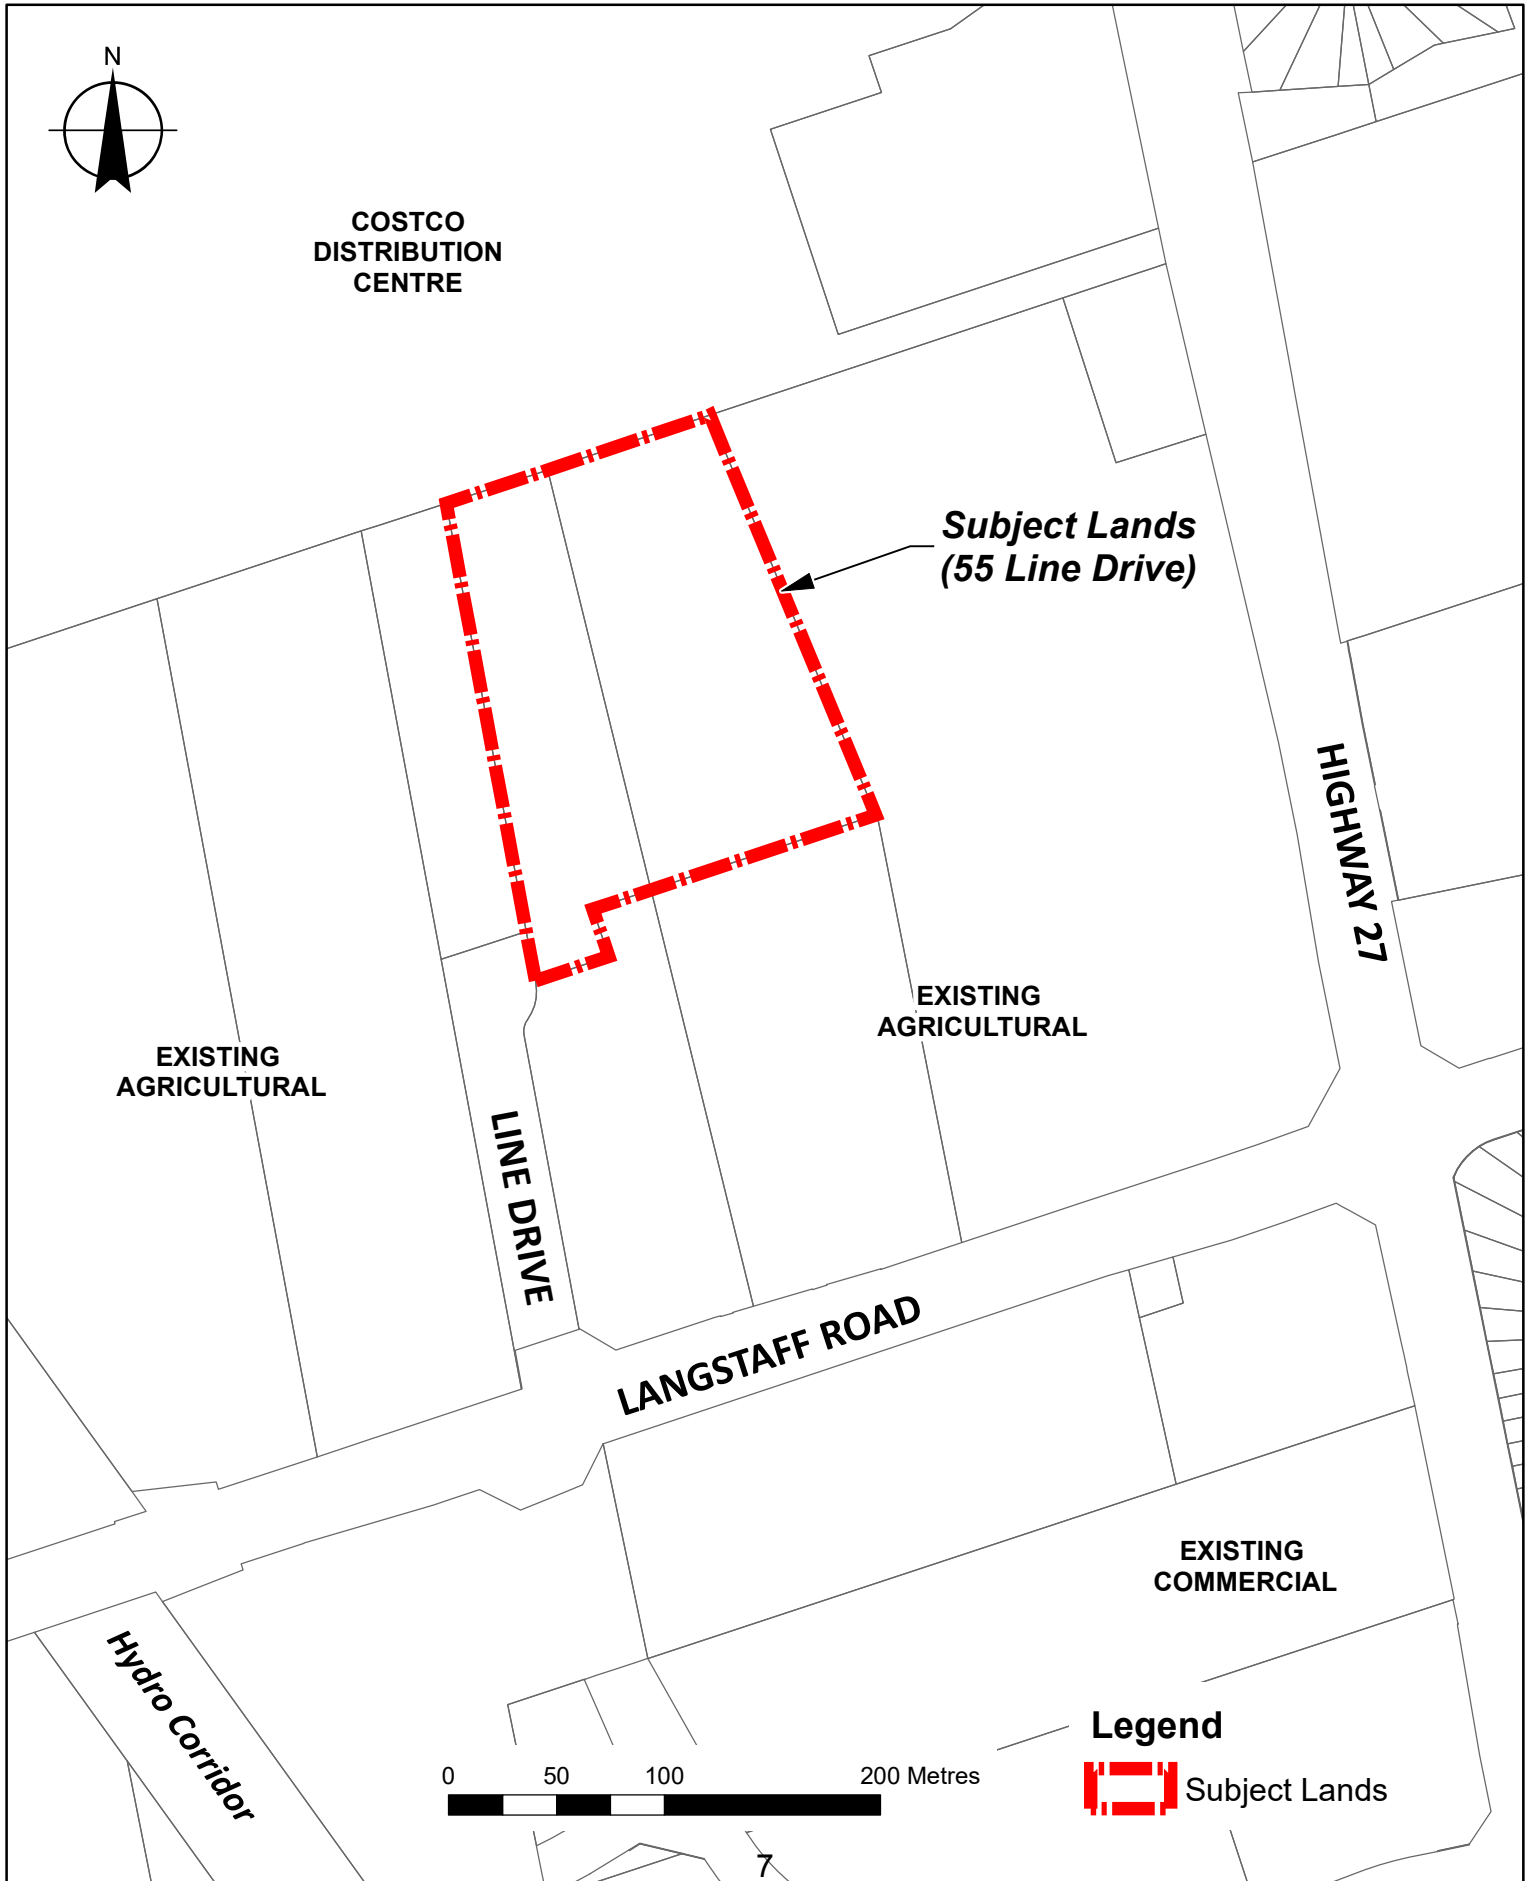 N
COSTCO
DISTRIBUTION
CENTRE
Subject Lands
(55 Line Drive)
HIGHWAY 27
EXISTING
AGRICULTURAL
EXISTING
AGRICULTURAL
LINE DRIVE
LANGSTAFF ROAD
EXISTING
COMMERCIAL
Hydro Corridor
Legend
Subject Lands
0 50 100 200 Metres
7